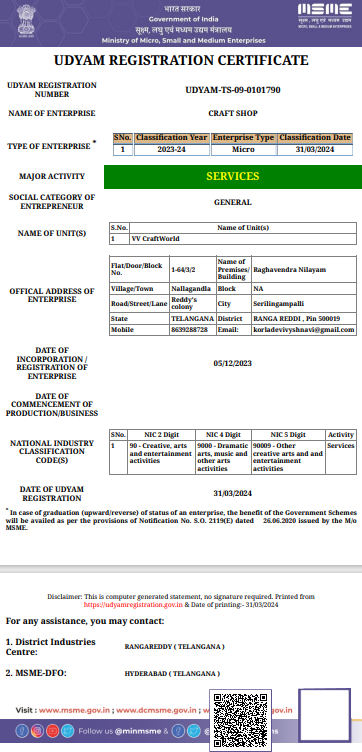 भारत सरकार
Government of India
सूक्ष्म, लघु एवं मध्यम उद्यम मंत्रालय
Ministry of Micro, Small and Medium Enterprises
MSME
सूक्ष्म, लघु एवं मध्यम उद्यम
MICRO, SMALL & MEDIUM ENTERPRISES
UDYAM REGISTRATION CERTIFICATE
UDYAM REGISTRATION NUMBER UDYAM-TS-09-0101790
NAME OF ENTERPRISE CRAFT SHOP
TYPE OF ENTERPRISE *
SNo. Classification Year Enterprise Type Classification Date
1 2023-24 Micro 31/03/2024
MAJOR ACTIVITY SERVICES
SOCIAL CATEGORY OF ENTREPRENEUR GENERAL
NAME OF UNIT(S)
S.No. Name of Unit(s)
1 VV CraftWorld
OFFICAL ADDRESS OF ENTERPRISE
Flat/Door/Block No. 1-64/3/2 Name of Premises/ Building Raghavendra Nilayam
Village/Town Nallagandla Block NA
Road/Street/Lane Reddy's colony City Serilingampalli
State TELANGANA District RANGA REDDI , Pin 500019
Mobile 8639288728 Email: korladevivyshnavi@gmail.com
DATE OF INCORPORATION / REGISTRATION OF ENTERPRISE 05/12/2023
DATE OF COMMENCEMENT OF PRODUCTION/BUSINESS
NATIONAL INDUSTRY CLASSIFICATION CODE(S)
SNo. NIC 2 Digit NIC 4 Digit NIC 5 Digit Activity
1 90 - Creative, arts and entertainment activities 9000 - Dramatic arts, music and other arts activities 90009 - Other creative arts and and entertainment activities Services
DATE OF UDYAM REGISTRATION 31/03/2024
* In case of graduation (upward/reverse) of status of an enterprise, the benefit of the Government Schemes
will be availed as per the provisions of Notification No. S.O. 2119(E) dated 26.06.2020 issued by the M/o
MSME.
Disclaimer: This is computer generated statement, no signature required. Printed from
https://udyamregistration.gov.in & Date of printing:- 31/03/2024
For any assistance, you may contact:
1. District Industries Centre: RANGAREDDY ( TELANGANA )
2. MSME-DFO: HYDERABAD ( TELANGANA )
Visit : www.msme.gov.in ; www.dcmsme.gov.in ; www
Follow us @minmsme &